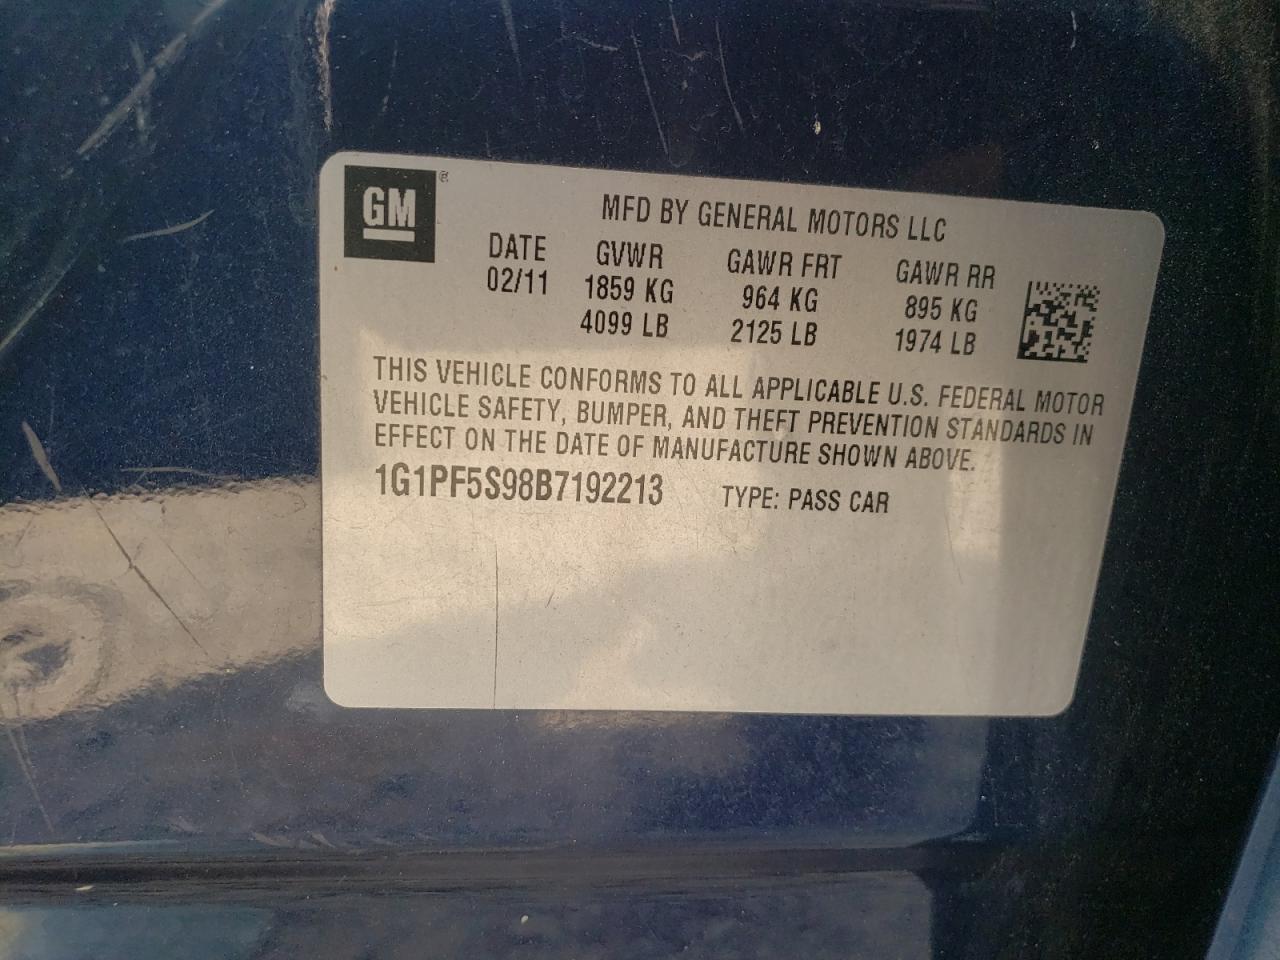 GM ®
MFD BY GENERAL MOTORS LLC
DATE GVWR GAWR FRT GAWR RR
02/11 1859 KG 964 KG 895 KG
4099 LB 2125 LB 1974 LB
THIS VEHICLE CONFORMS TO ALL APPLICABLE U.S. FEDERAL MOTOR
VEHICLE SAFETY, BUMPER, AND THEFT PREVENTION STANDARDS IN
EFFECT ON THE DATE OF MANUFACTURE SHOWN ABOVE.
1G1PF5S98B7192213 TYPE: PASS CAR